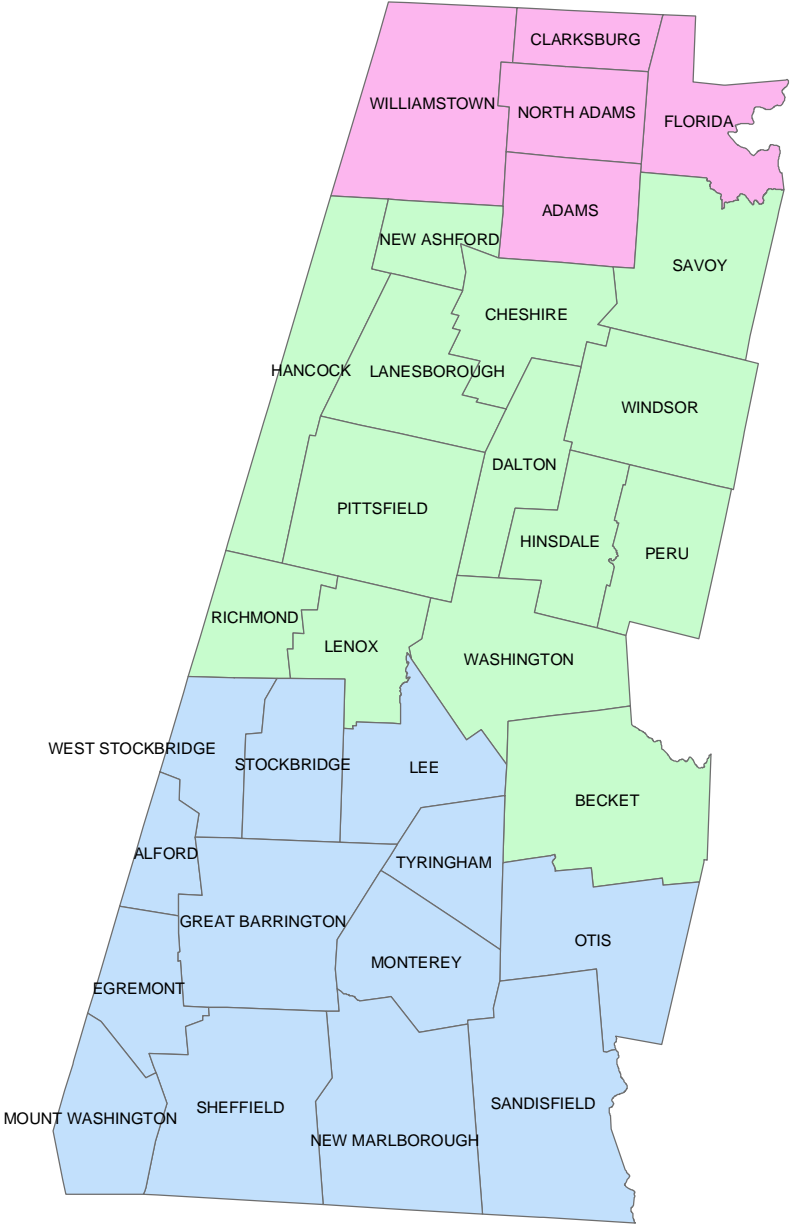 CLARKSBURG
WILLIAMSTOWN
NORTH ADAMS
FLORIDA
ADAMS
NEW ASHFORD
SAVOY
CHESHIRE
HANCOCK
LANESBOROUGH
WINDSOR
DALTON
PITTSFIELD
HINSDALE
PERU
RICHMOND
LENOX
WASHINGTON
WEST STOCKBRIDGE
STOCKBRIDGE
LEE
BECKET
ALFORD
TYRINGHAM
GREAT BARRINGTON
OTIS
MONTEREY
EGREMONT
SANDISFIELD
SHEFFIELD
MOUNT WASHINGTON
NEW MARLBOROUGH